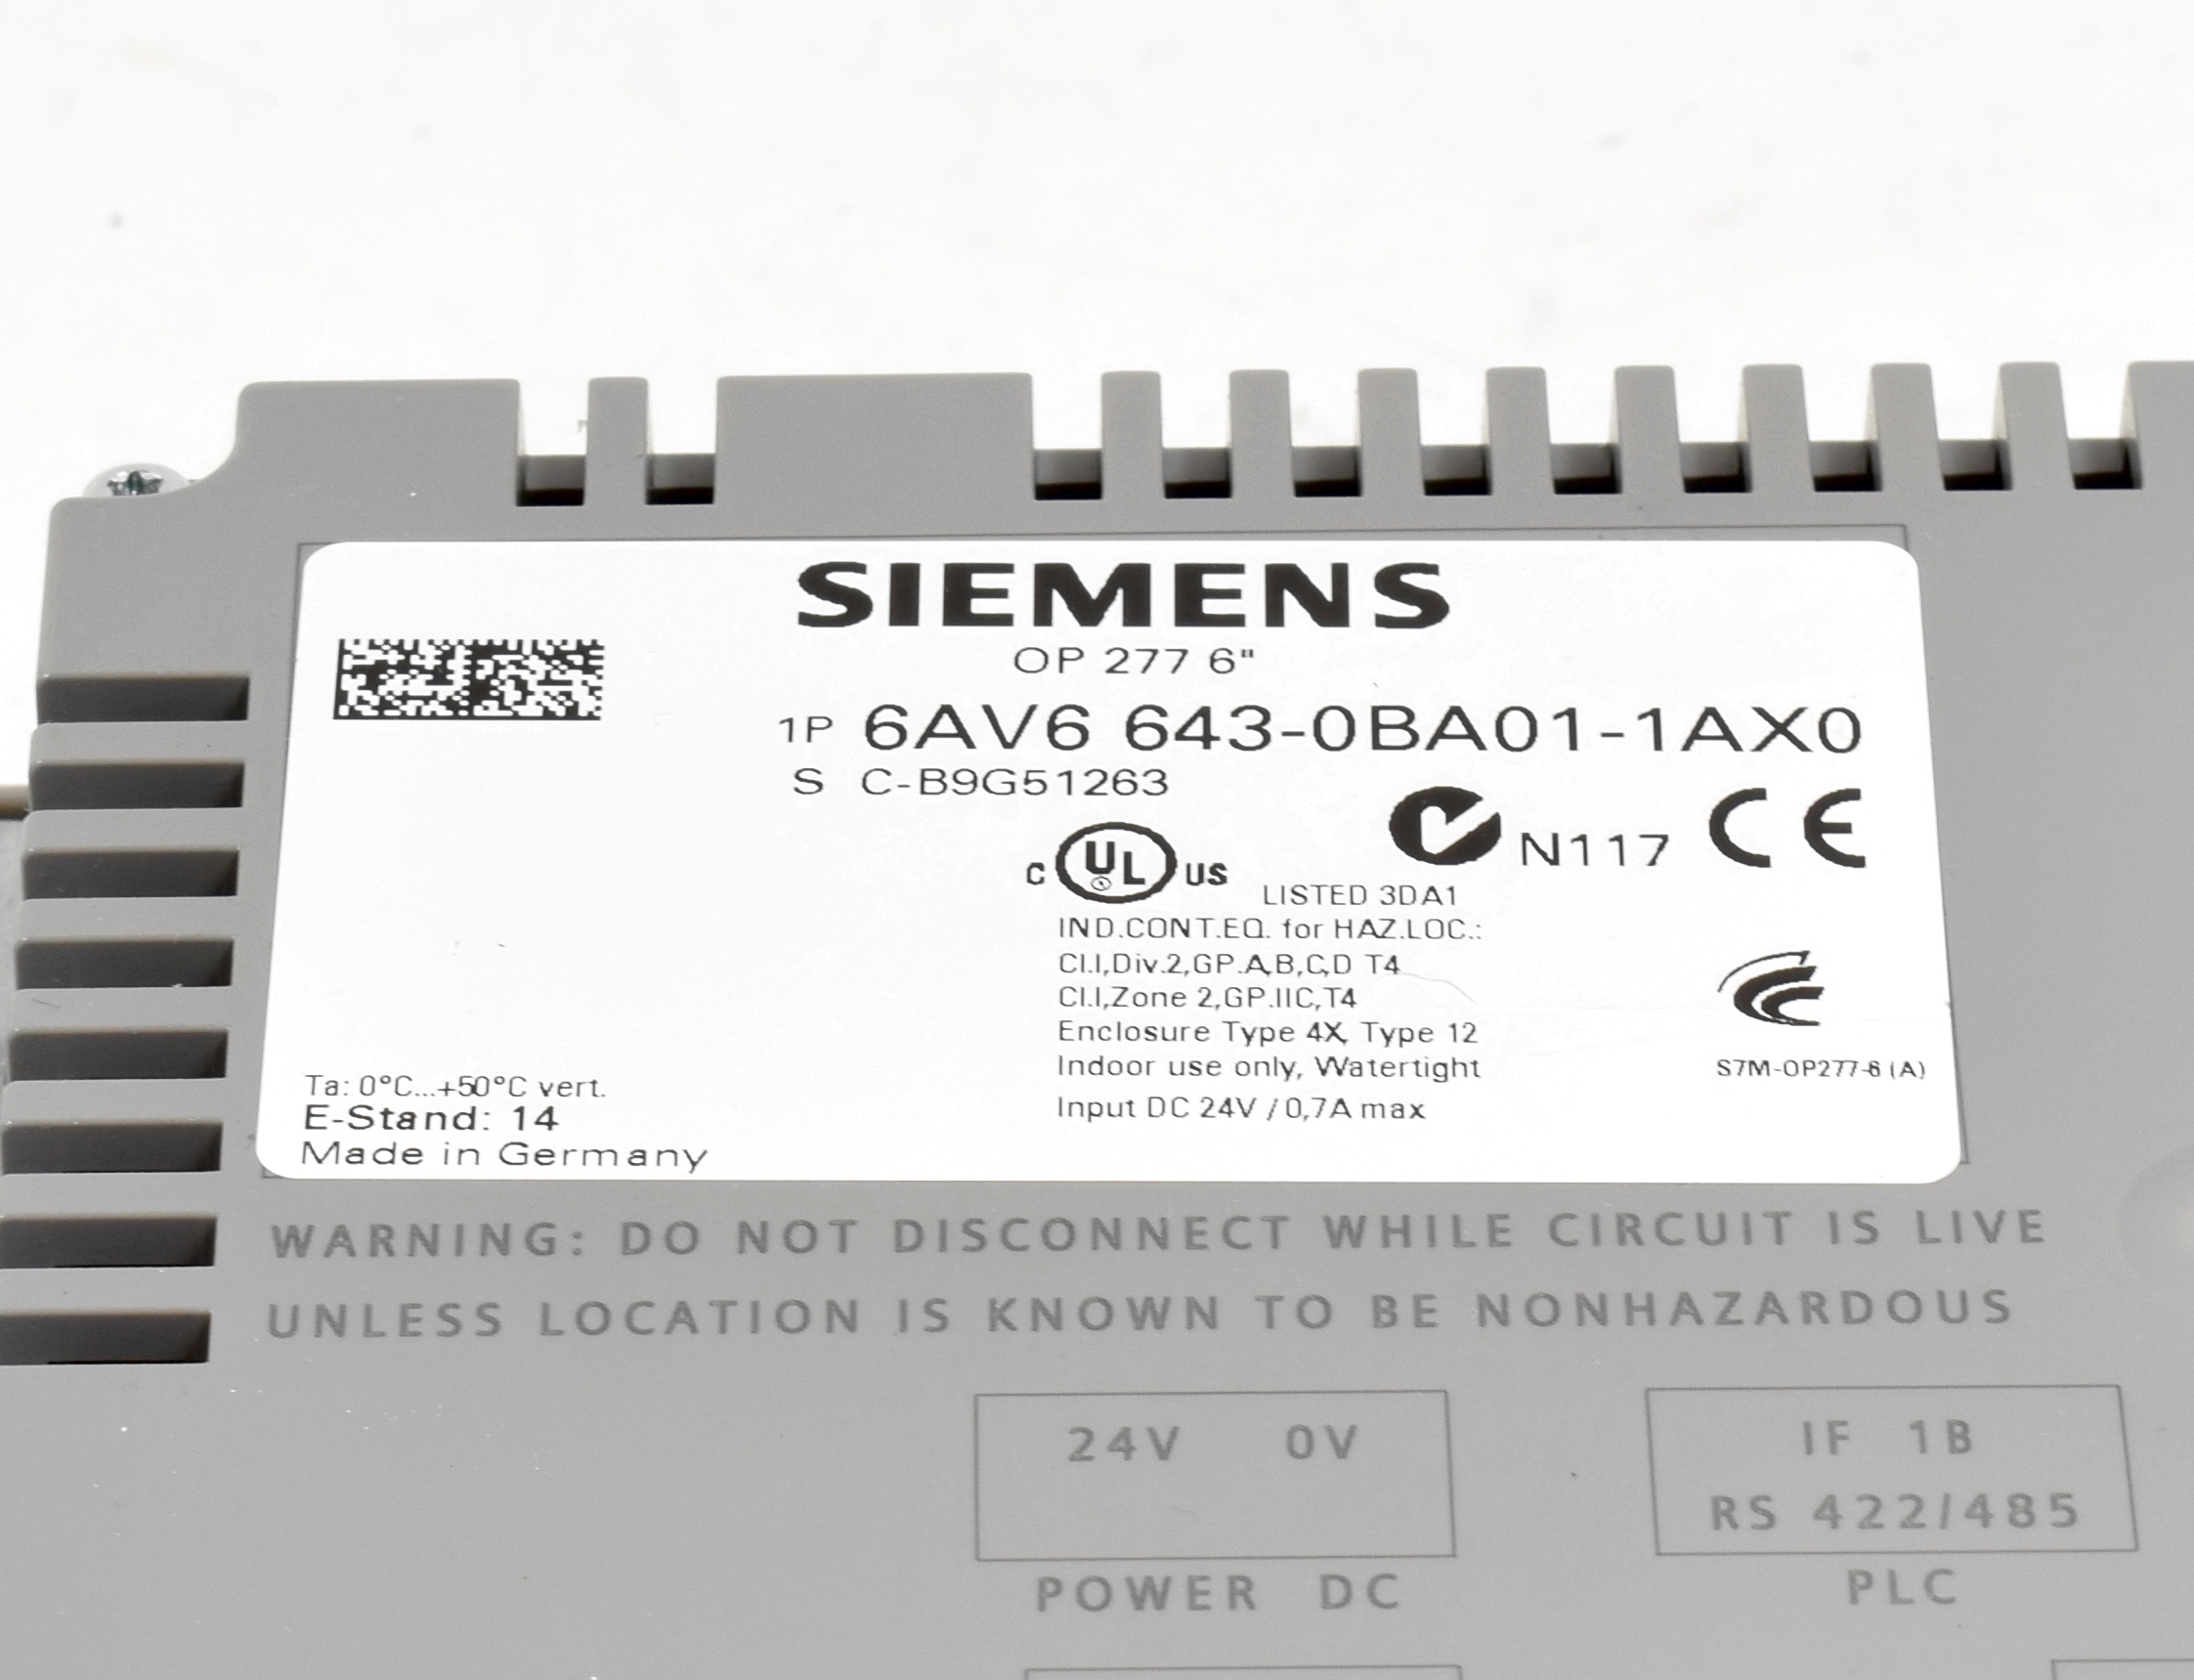 SIEMENS
OP 277 6"
1P 6AV6 643-0BA01-1AX0
S C-B9G51263
N117 CE
C UL US
LISTED 3DA1
IND.CONT.EQ. for HAZ.LOC.:
Cl.I,Div.2,GP.A,B,C,D T4
Cl.I,Zone 2,GP.IIC,T4
Enclosure Type 4X, Type 12
Indoor use only, Watertight
Input DC 24V / 0,7A max
S7M-OP277-6 (A)
Ta: 0°C...+50°C vert.
E-Stand: 14
Made in Germany
WARNING: DO NOT DISCONNECT WHILE CIRCUIT IS LIVE
UNLESS LOCATION IS KNOWN TO BE NONHAZARDOUS
24V 0V
POWER DC
IF 1B
RS 422/485
PLC